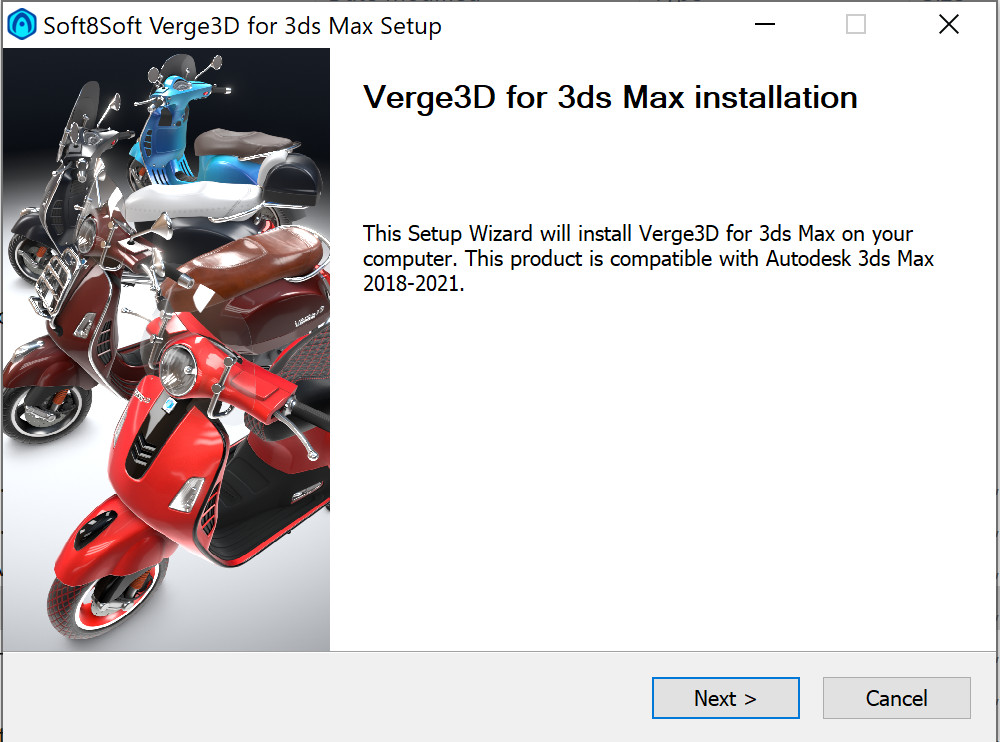 Soft8Soft Verge3D for 3ds Max Setup
Verge3D for 3ds Max installation
This Setup Wizard will install Verge3D for 3ds Max on your
computer. This product is compatible with Autodesk 3ds Max
2018-2021.
Next >
Cancel